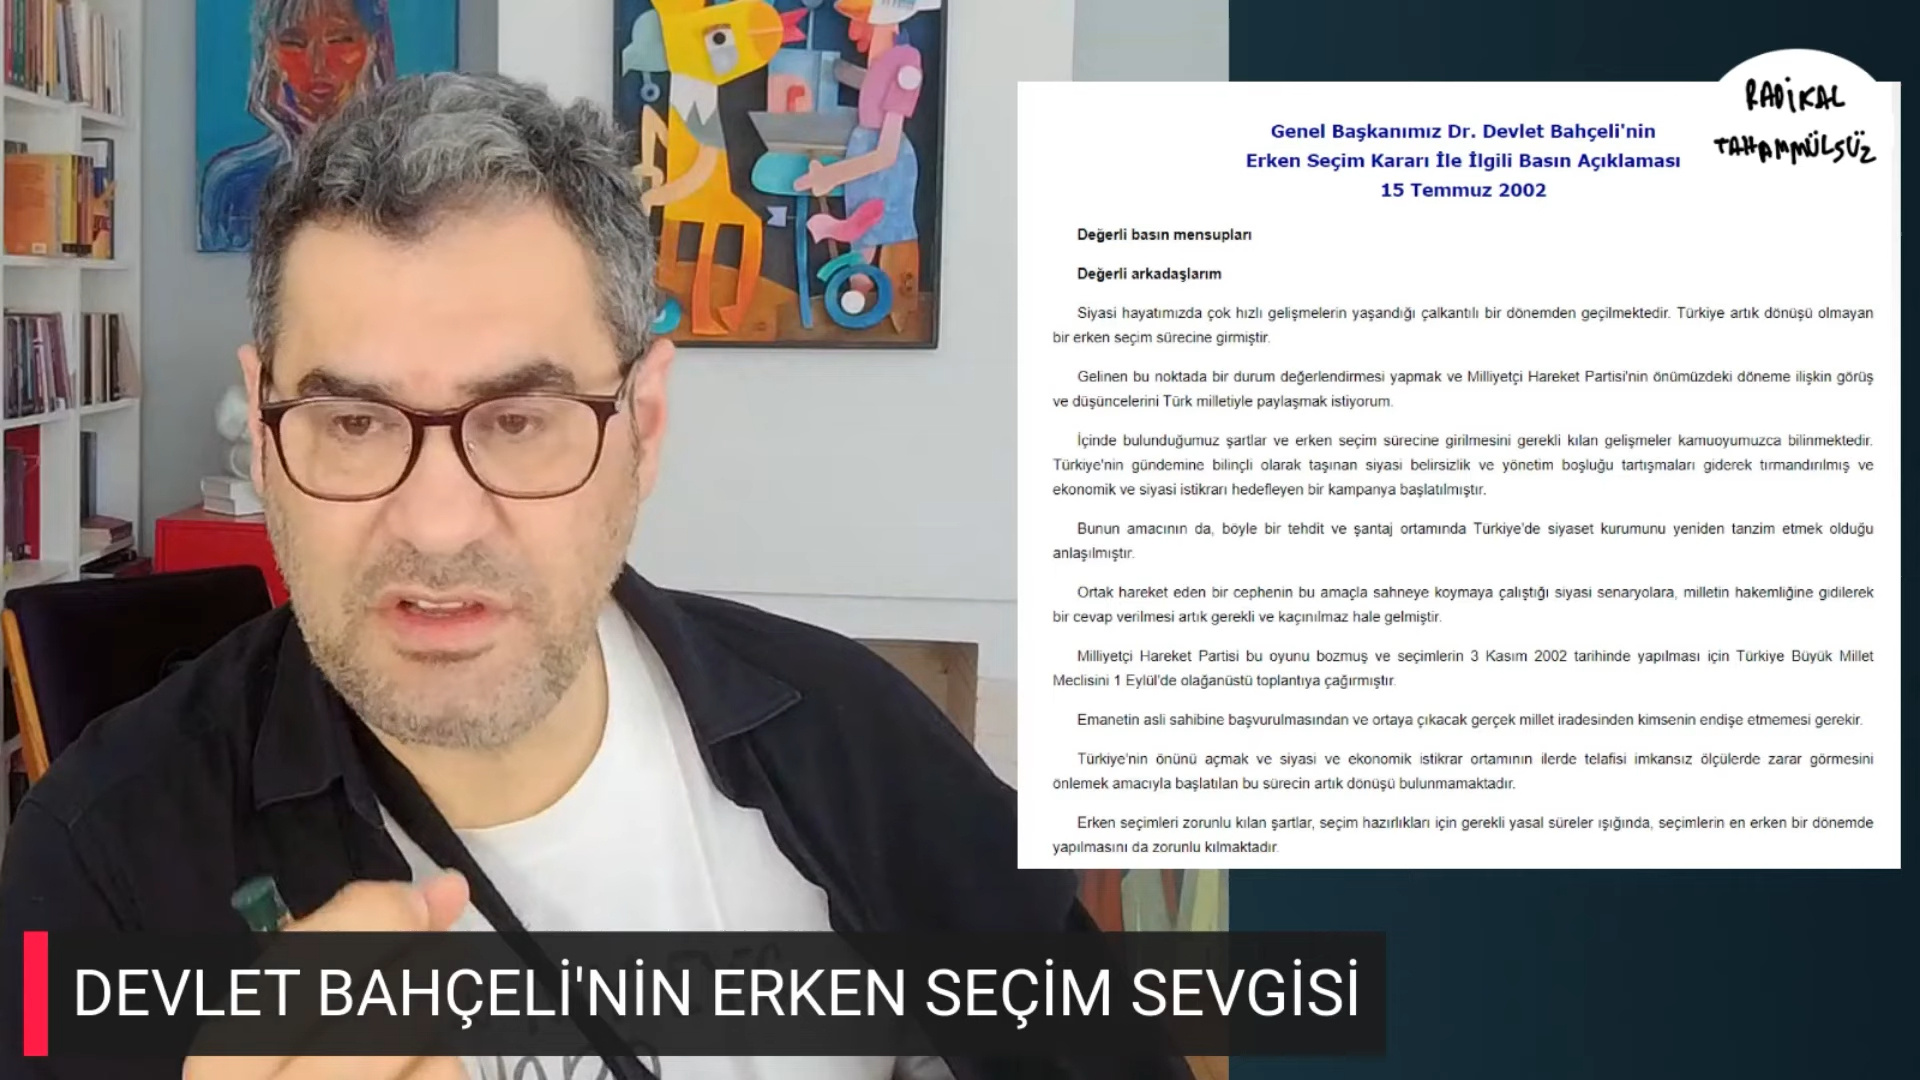 RADİKAL
TAHAMMÜLSÜZ
Genel Başkanımız Dr. Devlet Bahçeli'nin
Erken Seçim Kararı İle İlgili Basın Açıklaması
15 Temmuz 2002
Değerli basın mensupları
Değerli arkadaşlarım
Siyasi hayatımızda çok hızlı gelişmelerin yaşandığı çalkantılı bir dönemden geçilmektedir. Türkiye artık dönüşü olmayan
bir erken seçim sürecine girmiştir.
Gelinen bu noktada bir durum değerlendirmesi yapmak ve Milliyetçi Hareket Partisi'nin önümüzdeki döneme ilişkin görüş
ve düşüncelerini Türk milletiyle paylaşmak istiyorum.
İçinde bulunduğumuz şartlar ve erken seçim sürecine girilmesini gerekli kılan gelişmeler kamuoyumuzca bilinmektedir.
Türkiye'nin gündemine bilinçli olarak taşınan siyasi belirsizlik ve yönetim boşluğu tartışmaları giderek tırmandırılmış ve
ekonomik ve siyasi istikrarı hedefleyen bir kampanya başlatılmıştır.
Bunun amacının da, böyle bir tehdit ve şantaj ortamında Türkiye'de siyaset kurumunu yeniden tanzim etmek olduğu
anlaşılmıştır.
Ortak hareket eden bir cephenin bu amaçla sahneye koymaya çalıştığı siyasi senaryolara, milletin hakemliğine gidilerek
bir cevap verilmesi artık gerekli ve kaçınılmaz hale gelmiştir.
Milliyetçi Hareket Partisi bu oyunu bozmuş ve seçimlerin 3 Kasım 2002 tarihinde yapılması için Türkiye Büyük Millet
Meclisini 1 Eylül'de olağanüstü toplantıya çağırmıştır.
Emanetin asli sahibine başvurulmasından ve ortaya çıkacak gerçek millet iradesinden kimsenin endişe etmemesi gerekir.
Türkiye'nin önünü açmak ve siyasi ve ekonomik istikrar ortamının ilerde telafisi imkansız ölçülerde zarar görmesini
önlemek amacıyla başlatılan bu sürecin artık dönüşü bulunmamaktadır.
Erken seçimleri zorunlu kılan şartlar, seçim hazırlıkları için gerekli yasal süreler ışığında, seçimlerin en erken bir dönemde
yapılmasını da zorunlu kılmaktadır.
DEVLET BAHÇELİ'NİN ERKEN SEÇİM SEVGİSİ